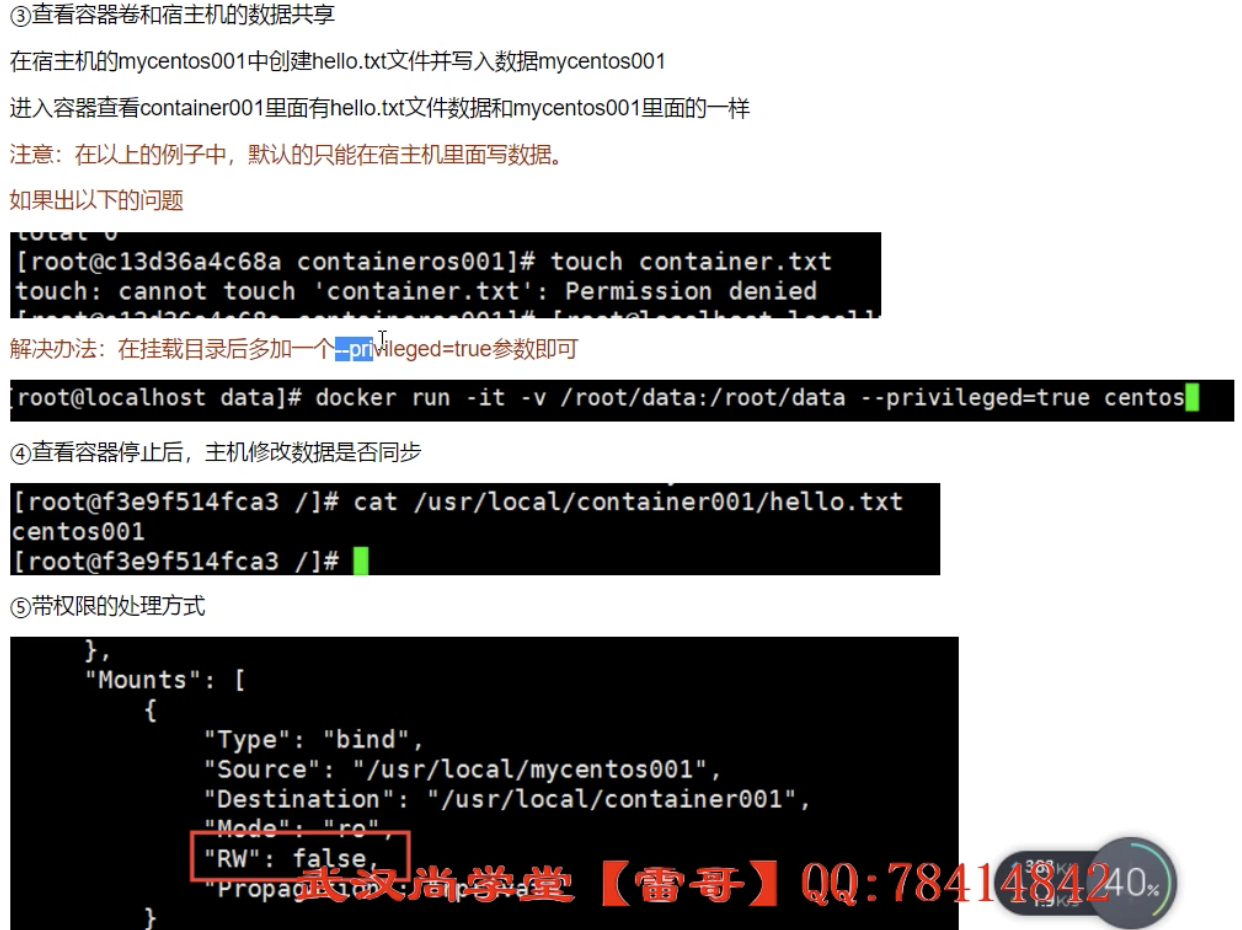 ③查看容器卷和宿主机的数据共享
在宿主机的mycentos001中创建hello.txt文件并写入数据mycentos001
进入容器查看container001里面有hello.txt文件数据和mycentos001里面的一样
注意：在以上的例子中，默认的只能在宿主机里面写数据。
如果出以下的问题
total 0
[root@c13d36a4c68a containeros001]# touch container.txt
touch: cannot touch 'container.txt': Permission denied
解决办法：在挂载目录后多加一个--privileged=true参数即可
[root@localhost data]# docker run -it -v /root/data:/root/data --privileged=true centos
④查看容器停止后，主机修改数据是否同步
[root@f3e9f514fca3 /]# cat /usr/local/container001/hello.txt
centos001
[root@f3e9f514fca3 /]#
⑤带权限的处理方式
},
"Mounts": [
{
"Type": "bind",
"Source": "/usr/local/mycentos001",
"Destination": "/usr/local/container001",
"Mode": "ro",
"RW": false,
武汉尚学堂【雷哥】QQ:78414842
40%
}